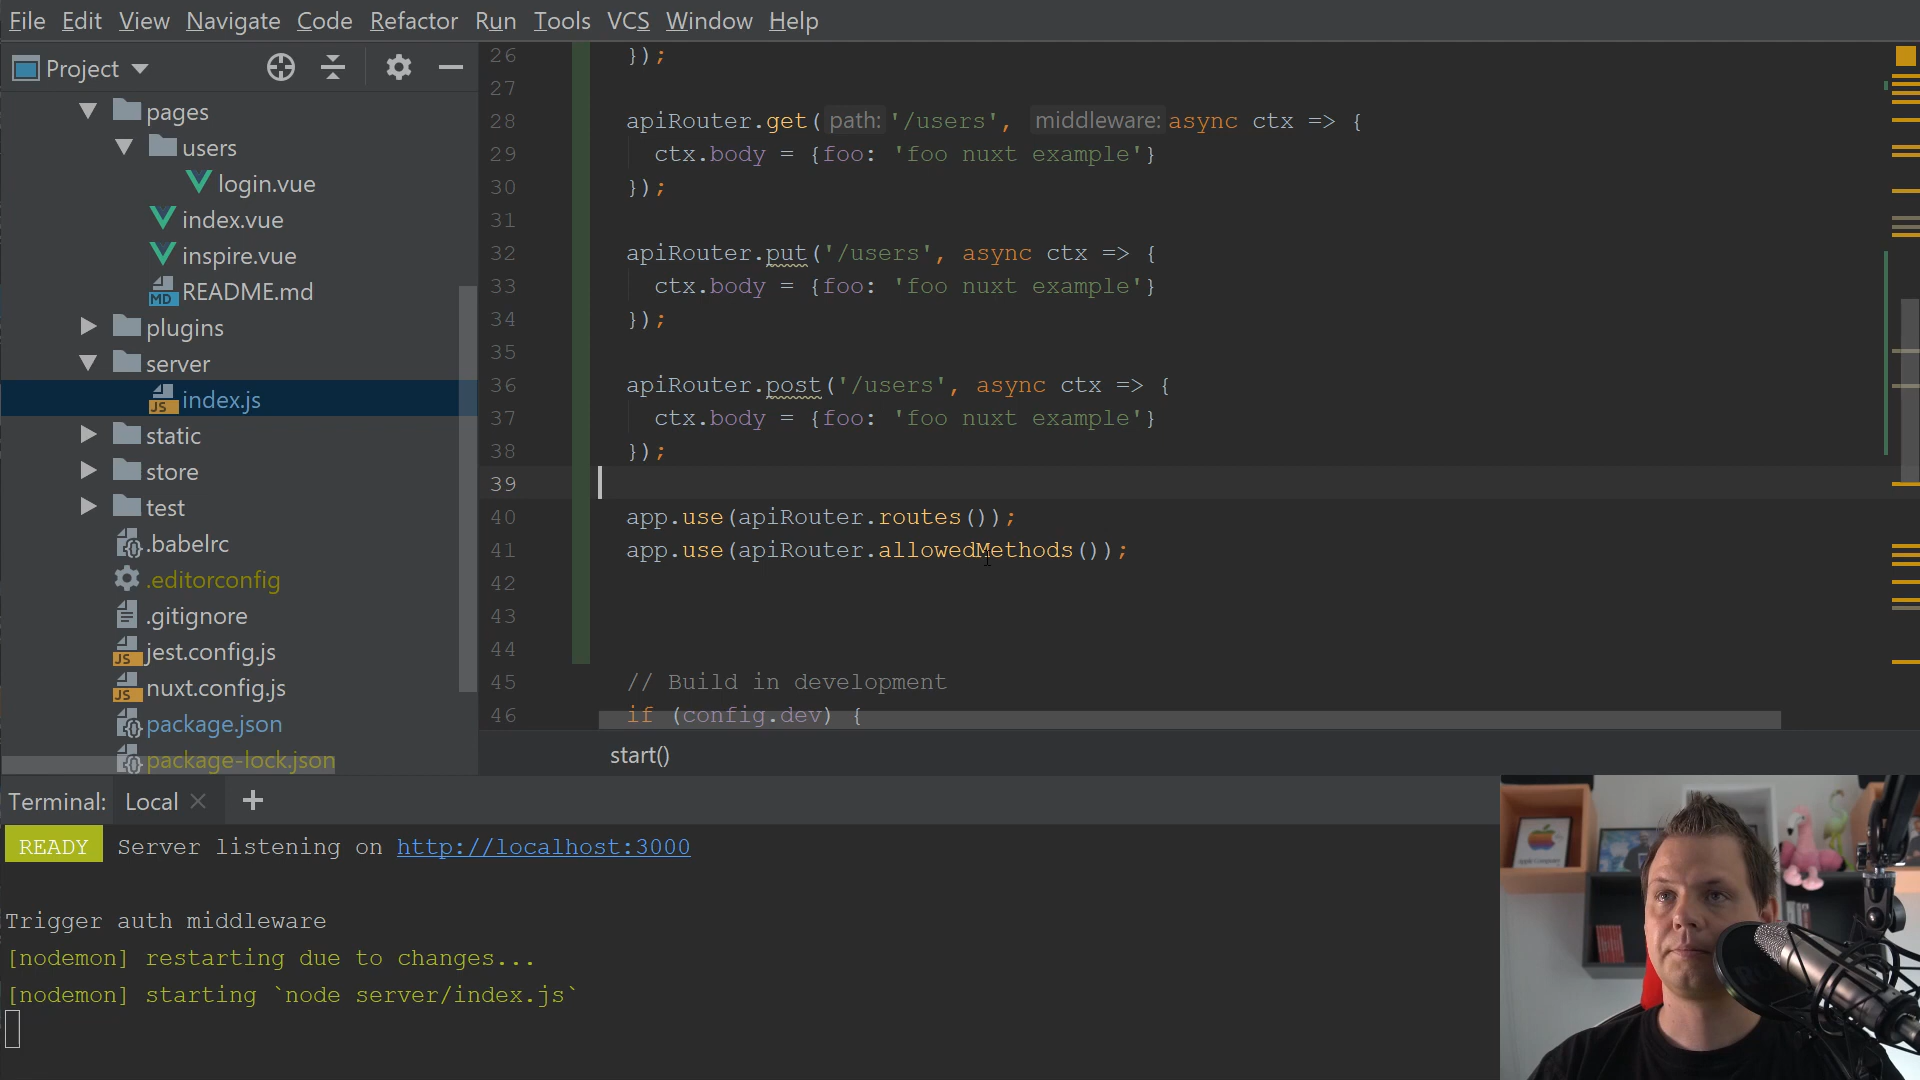 File Edit View Navigate Code Refactor Run Tools VCS Window Help
Project
pages
users
login.vue
index.vue
inspire.vue
MD README.md
plugins
server
JS index.js
static
store
test
.babelrc
.editorconfig
.gitignore
JS jest.config.js
JS nuxt.config.js
package.json
package-lock.json
26 });
27
28 apiRouter.get( path: '/users', middleware: async ctx => {
29 ctx.body = {foo: 'foo nuxt example'}
30 });
31
32 apiRouter.put('/users', async ctx => {
33 ctx.body = {foo: 'foo nuxt example'}
34 });
35
36 apiRouter.post('/users', async ctx => {
37 ctx.body = {foo: 'foo nuxt example'}
38 });
39
40 app.use(apiRouter.routes());
41 app.use(apiRouter.allowedMethods());
42
43
44
45 // Build in development
46 if (config.dev) {
start()
Terminal: Local
READY Server listening on http://localhost:3000
Trigger auth middleware
[nodemon] restarting due to changes...
[nodemon] starting `node server/index.js`